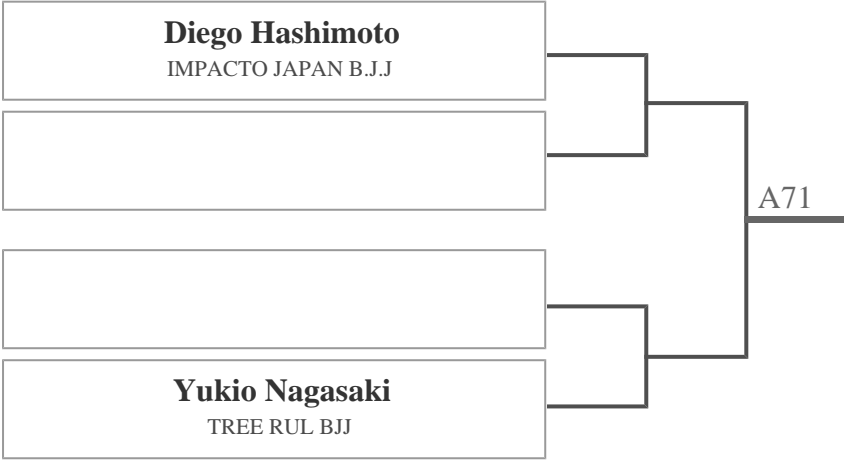 Diego Hashimoto
IMPACTO JAPAN B.J.J
A71
Yukio Nagasaki
TREE RUL BJJ